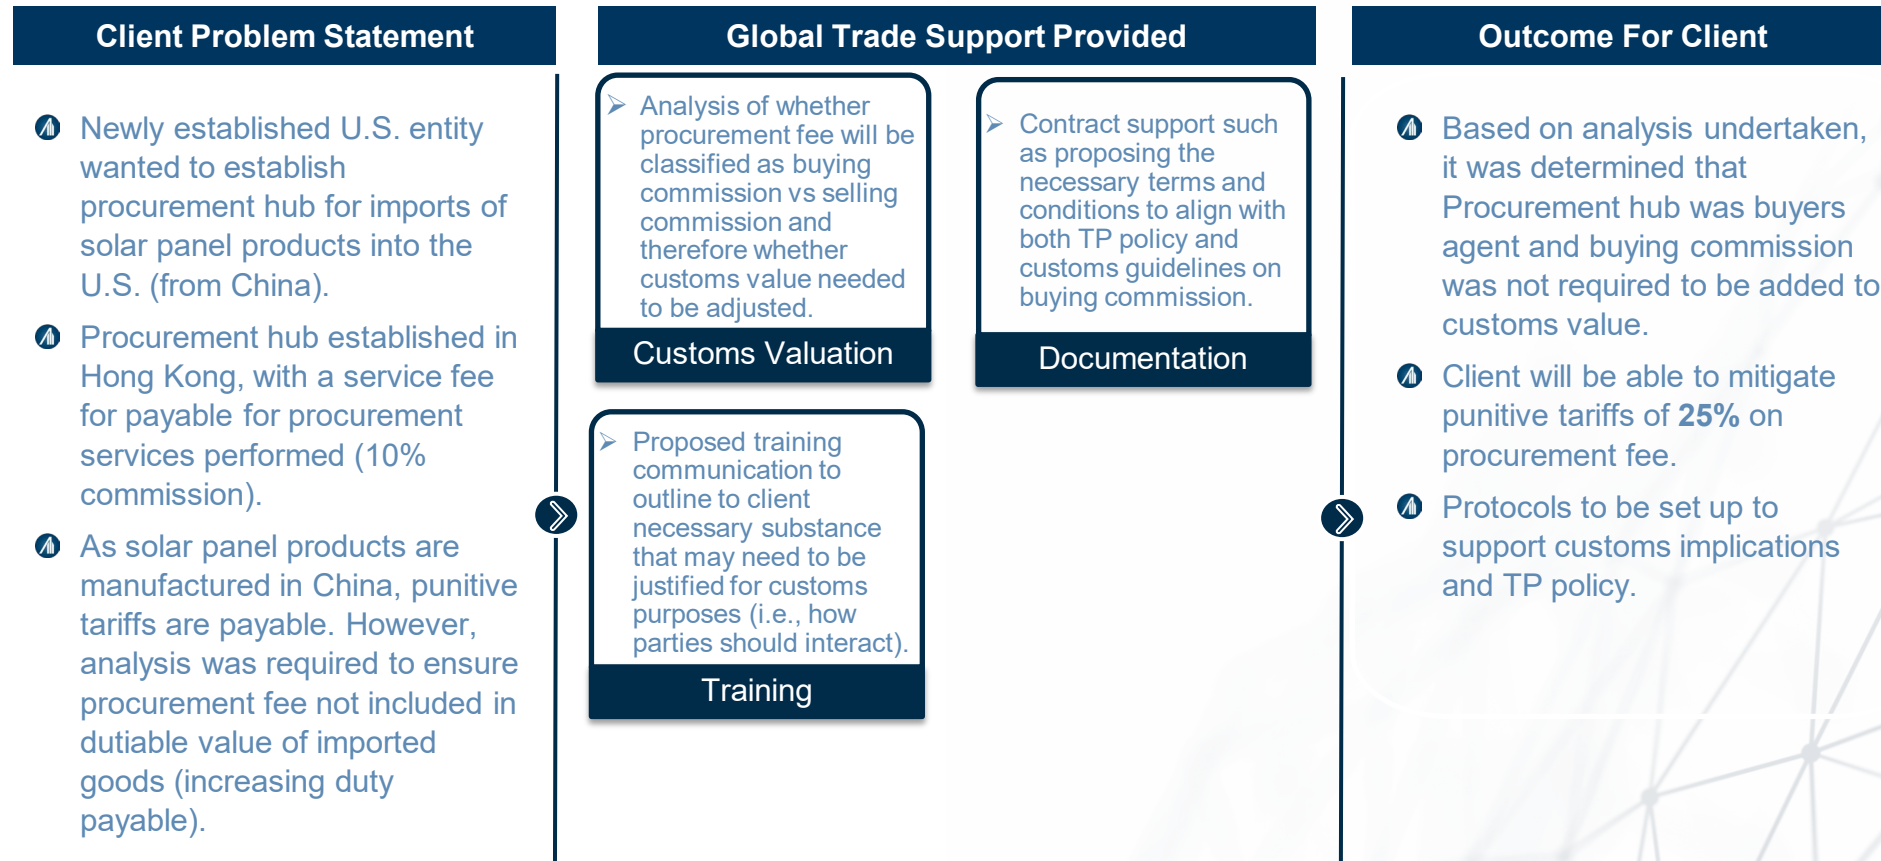 Client Problem Statement
Newly established U.S. entity
wanted to establish
procurement hub for imports of
solar panel products into the
U.S. (from China).
Procurement hub established in
Hong Kong, with a service fee
for payable for procurement
services performed (10%
commission).
As solar panel products are
manufactured in China, punitive
tariffs are payable. However,
analysis was required to ensure
procurement fee not included in
dutiable value of imported
goods (increasing duty
payable).
Global Trade Support Provided
Analysis of whether
procurement fee will be
classified as buying
commission vs selling
commission and
therefore whether
customs value needed
to be adjusted.
Customs Valuation
Contract support such
as proposing the
necessary terms and
conditions to align with
both TP policy and
customs guidelines on
buying commission.
Documentation
Proposed training
communication to
outline to client
necessary substance
that may need to be
justified for customs
purposes (i.e., how
parties should interact).
Training
Outcome For Client
Based on analysis undertaken,
it was determined that
Procurement hub was buyers
agent and buying commission
was not required to be added to
customs value.
Client will be able to mitigate
punitive tariffs of 25% on
procurement fee.
Protocols to be set up to
support customs implications
and TP policy.